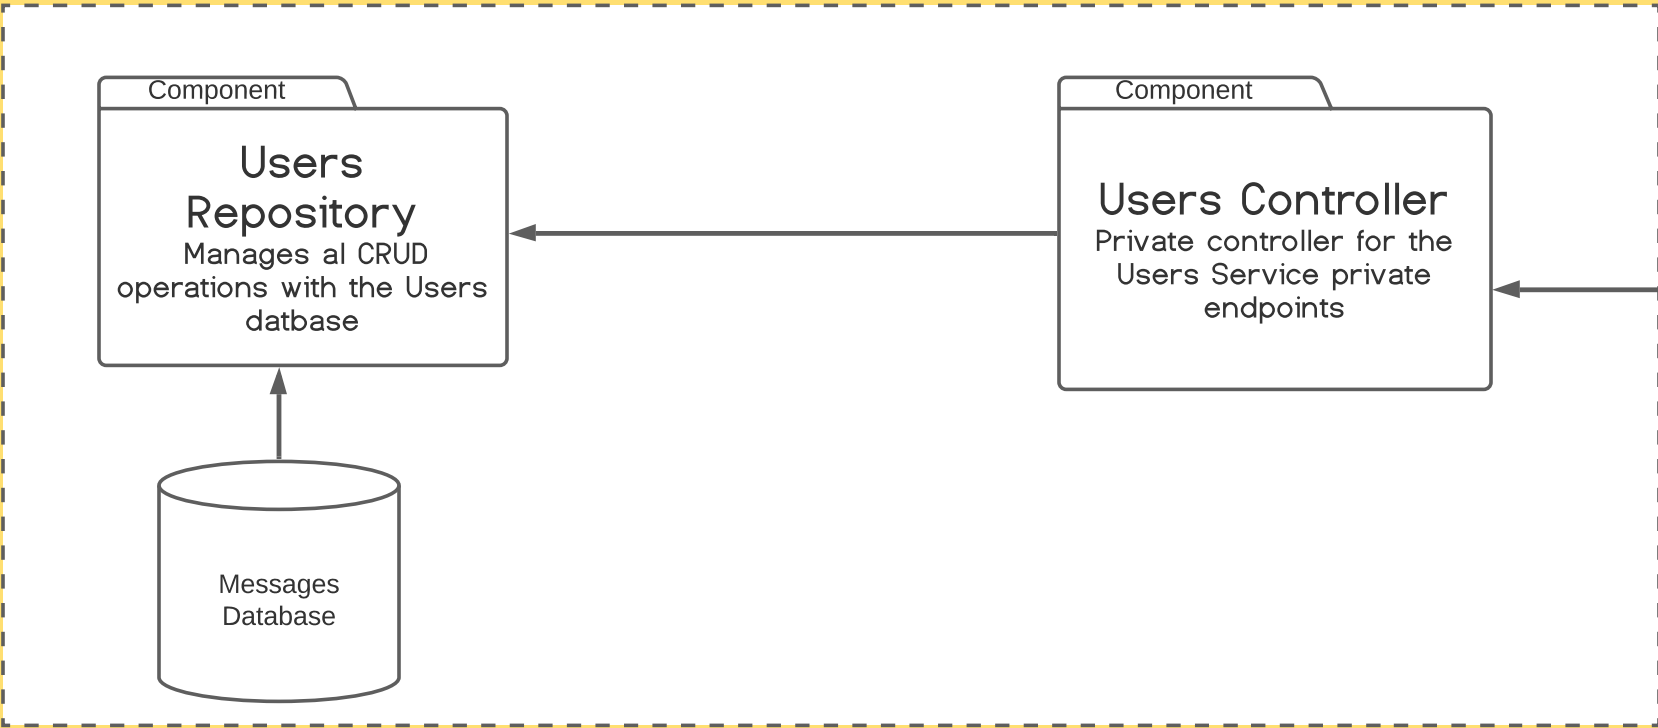 Component
Users
Repository
Manages al CRUD
operations with the Users
datbase
Component
Users Controller
Private controller for the
Users Service private
endpoints
Messages
Database